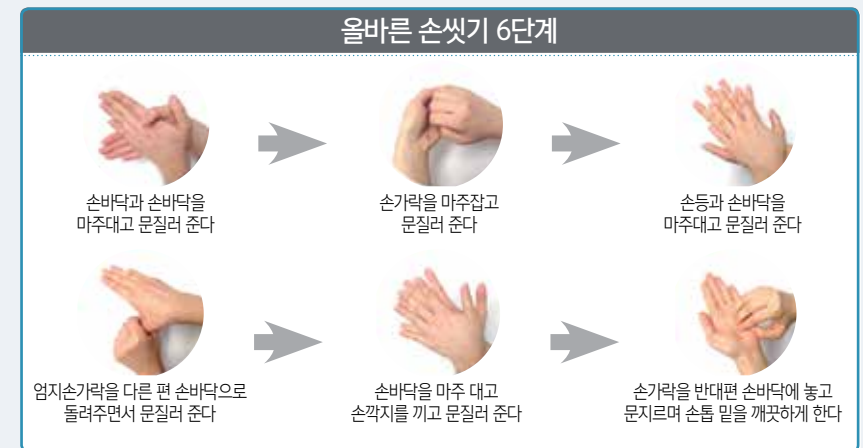 올바른 손씻기 6단계
손바닥과 손바닥을
마주대고 문질러 준다
손가락을 마주잡고
문질러 준다
손등과 손바닥을
마주대고 문질러 준다
엄지손가락을 다른 편 손바닥으로
돌려주면서 문질러 준다
손바닥을 마주 대고
손깍지를 끼고 문질러 준다
손가락을 반대편 손바닥에 놓고
문지르며 손톱 밑을 깨끗하게 한다